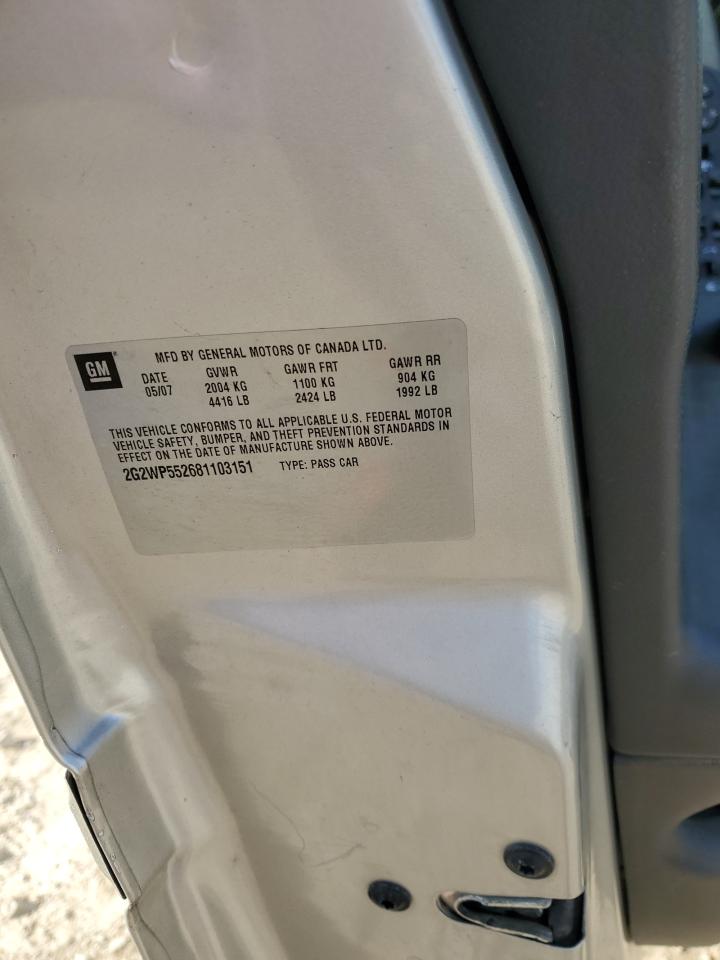 GM
MFD BY GENERAL MOTORS OF CANADA LTD.
DATE GVWR GAWR FRT GAWR RR
05/07 2004 KG 1100 KG 904 KG
4416 LB 2424 LB 1992 LB
THIS VEHICLE CONFORMS TO ALL APPLICABLE U.S. FEDERAL MOTOR
VEHICLE SAFETY, BUMPER, AND THEFT PREVENTION STANDARDS IN
EFFECT ON THE DATE OF MANUFACTURE SHOWN ABOVE.
2G2WP552681103151 TYPE: PASS CAR